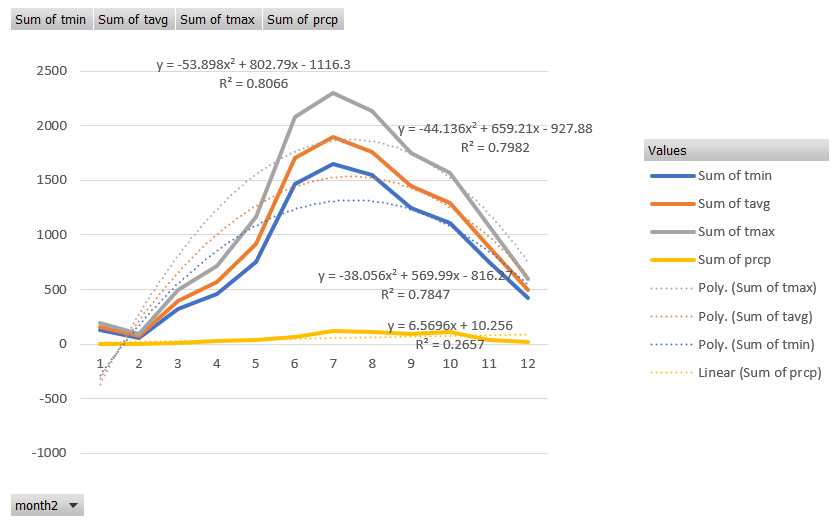 Sum of tmin Sum of tavg Sum of tmax Sum of prcp
y = -53.898x² + 802.79x - 1116.3
R² = 0.8066
y = -44.136x² + 659.21x - 927.88
R² = 0.7982
y = -38.056x² + 569.99x - 816.27
R² = 0.7847
y = 6.5696x + 10.256
R² = 0.2657
2500
2000
1500
1000
500
0
-500
-1000
1 2 3 4 5 6 7 8 9 10 11 12
Values
Sum of tmin
Sum of tavg
Sum of tmax
Sum of prcp
Poly. (Sum of tmax)
Poly. (Sum of tavg)
Poly. (Sum of tmin)
Linear (Sum of prcp)
month2